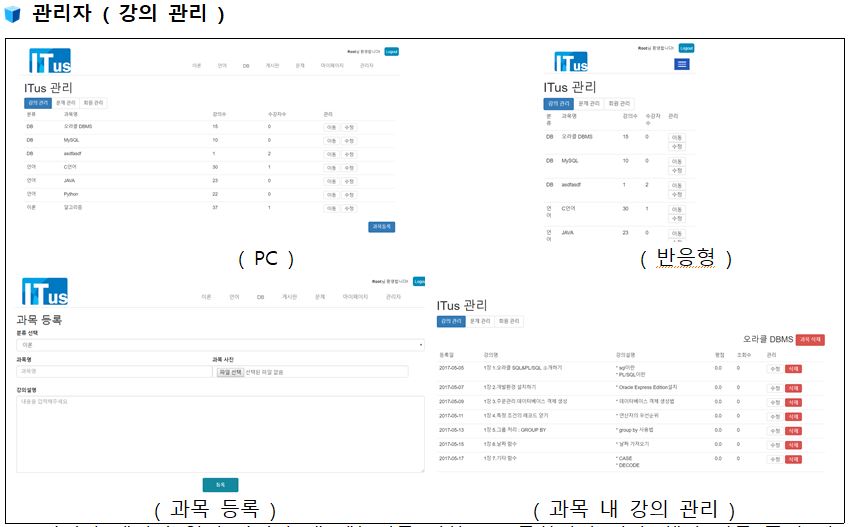 관리자 ( 강의 관리 )
ITus
Root님 환영합니다! Logout
이론 언어 DB 게시판 문제 마이페이지 관리자
ITus 관리
강의 관리 문제 관리 회원 관리
분류 과목명 강의수 수강자수 관리
DB 오라클 DBMS 15 0 이동 수정
DB MySQL 10 0 이동 수정
DB asdfasdf 1 2 이동 수정
언어 C언어 30 1 이동 수정
언어 JAVA 23 0 이동 수정
언어 Python 22 0 이동 수정
이론 알고리즘 37 1 이동 수정
과목등록
( PC )
ITus
Root님 환영합니다! Logout
ITus 관리
강의 관리 문제 관리 회원 관리
분류 과목명 강의수 수강자수 관리
DB 오라클 DBMS 15 0 이동 수정
DB MySQL 10 0 이동 수정
DB asdfasdf 1 2 이동 수정
언어 C언어 30 1 이동 수정
언어 JAVA 23 0 이동
( 반응형 )
ITus
Root님 환영합니다! Logou
이론 언어 DB 게시판 문제 마이페이지 관리자
과목 등록
분류 선택
이론
과목명 과목 사진
과목명 파일 선택 선택된 파일 없음
강의설명
내용을 입력해주세요
등록
( 과목 등록 )
ITus 관리
강의 관리 문제 관리 회원 관리
오라클 DBMS 과목 삭제
등록일 강의명 강의설명 평점 조회수 관리
2017-05-05 1장 1.오라클 SQL&PL/SQL 소개하기 * sql이란 0.0 0 수정 삭제
* PL/SQL이란
2017-05-07 1장 2.개발환경 설치하기 * Oracle Express Edition설치 0.0 0 수정 삭제
2017-05-09 1장 3.주문관리 데이터베이스 객체 생성 * 데이터베이스 객체 생성법 0.0 0 수정 삭제
2017-05-11 1장 4.특정 조건의 레코드 얻기 * 연산자의 우선순위 0.0 0 수정 삭제
2017-05-13 1장 5.그룹 처리 : GROUP BY * group by 사용법 0.0 0 수정 삭제
2017-05-15 1장 6.날짜 함수 * 날짜 가져오기 0.0 0 수정 삭제
2017-05-17 1장 7.기타 함수 * CASE 0.0 0 수정 삭제
* DECODE
( 과목 내 강의 관리 )